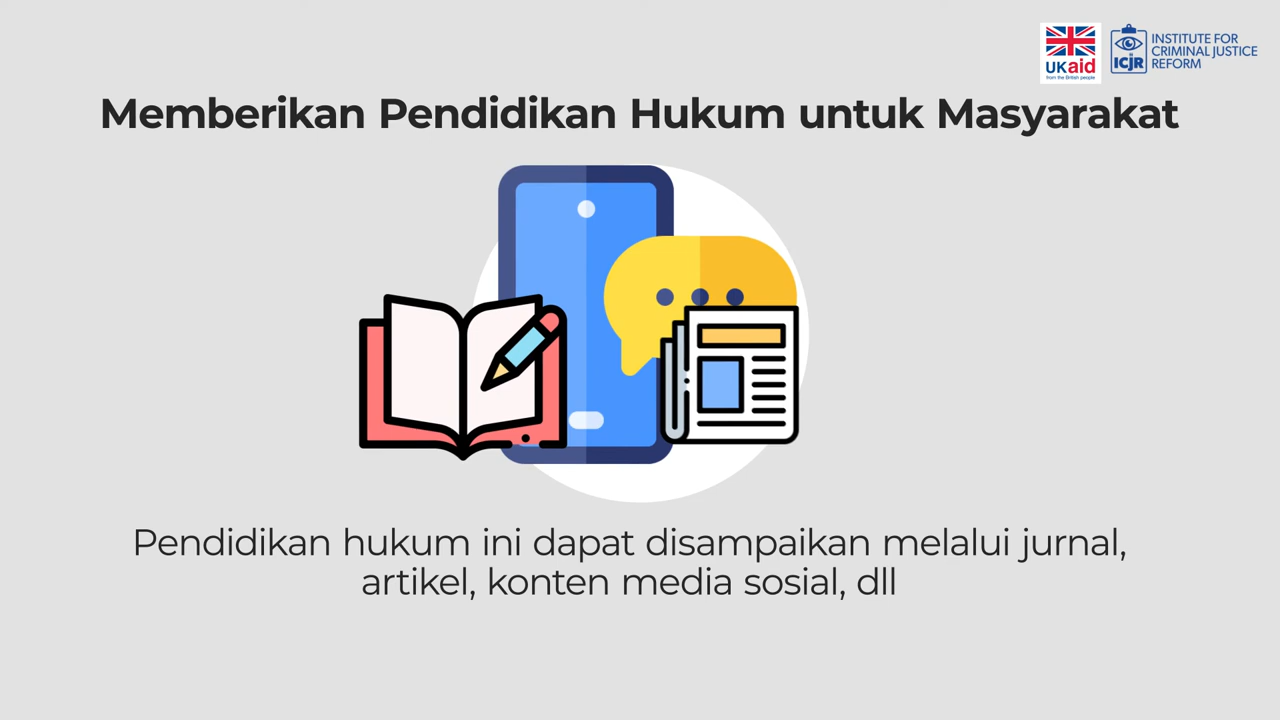 UKaid
from the British people
ICJR
INSTITUTE FOR
CRIMINAL JUSTICE
REFORM
Memberikan Pendidikan Hukum untuk Masyarakat
Pendidikan hukum ini dapat disampaikan melalui jurnal,
artikel, konten media sosial, dll